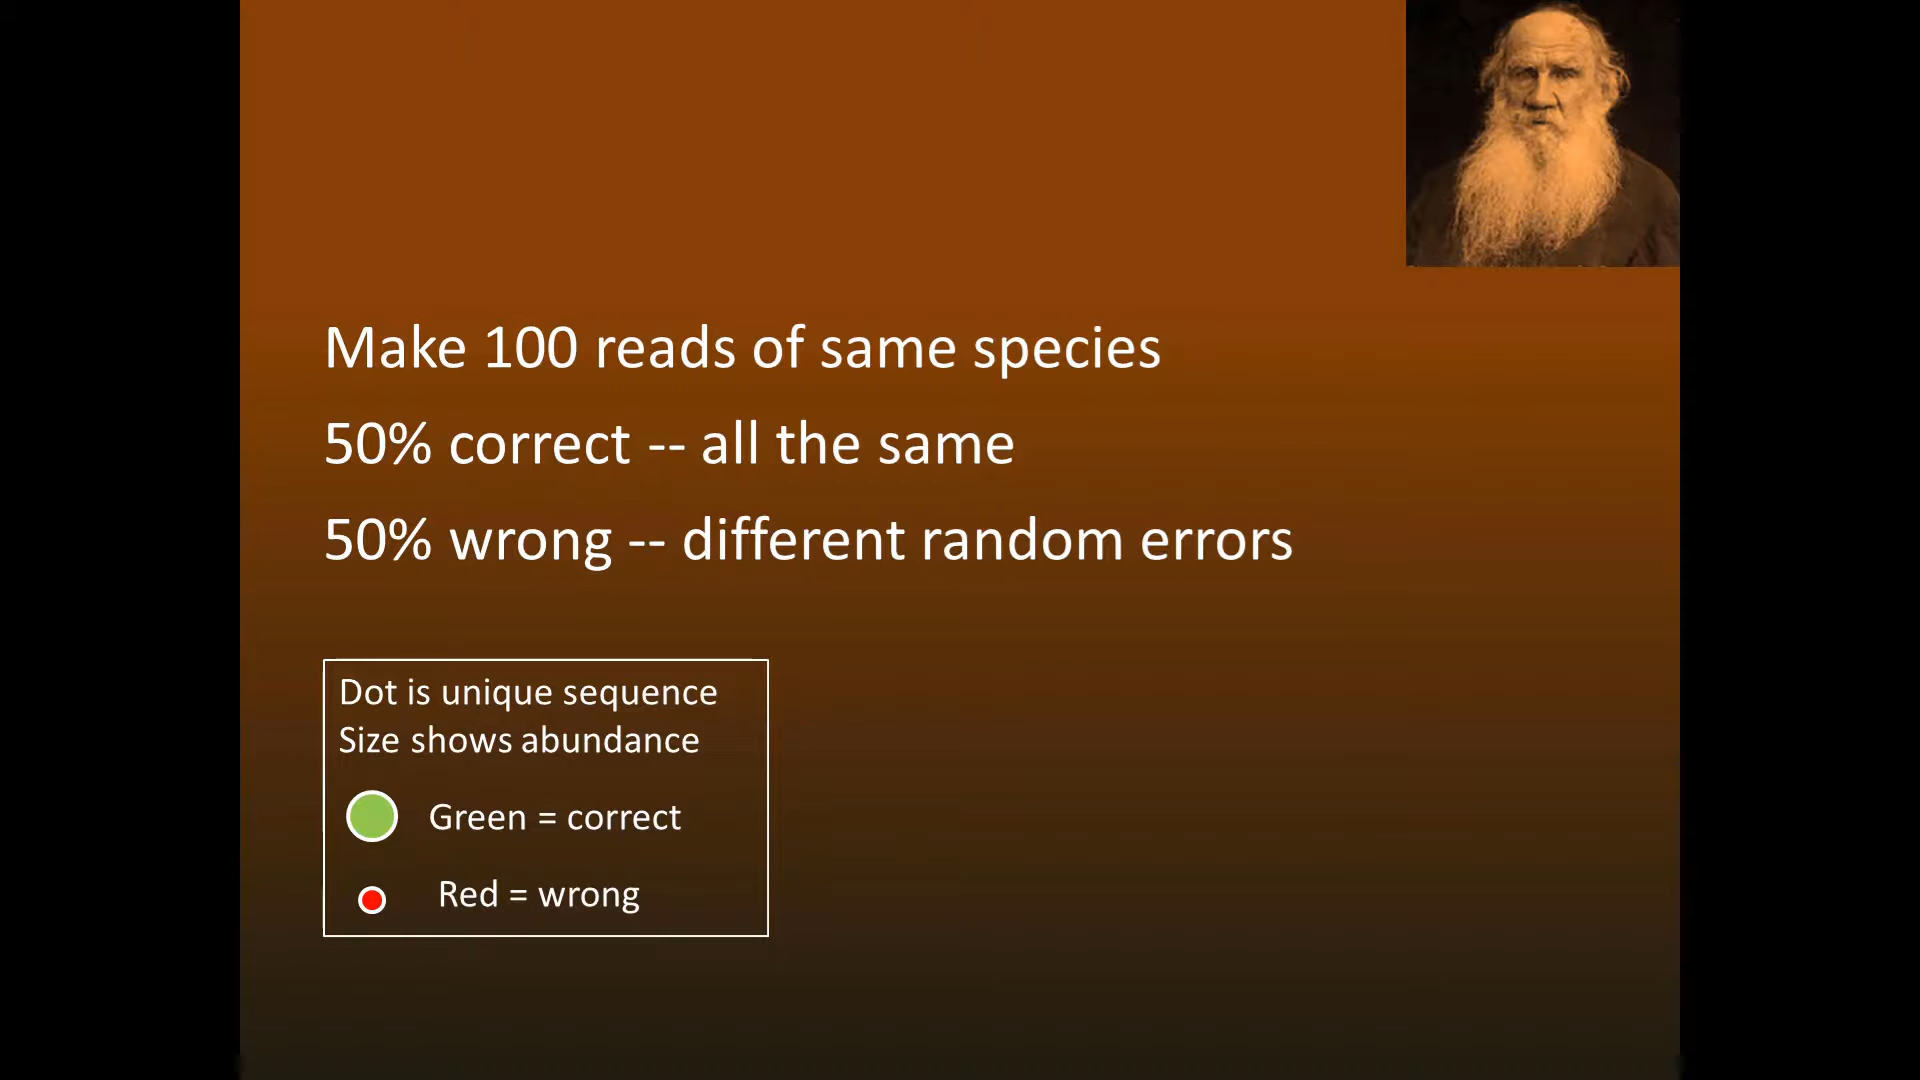 Make 100 reads of same species
50% correct -- all the same
50% wrong -- different random errors
Dot is unique sequence
Size shows abundance
Green = correct
Red = wrong